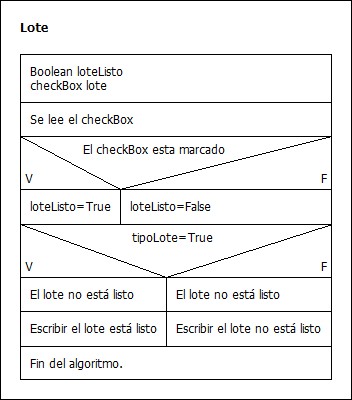 Lote
Boolean loteListo
checkBox lote
Se lee el checkBox
El checkBox esta marcado
V F
loteListo=True loteListo=False
tipoLote=True
V F
El lote no está listo El lote no está listo
Escribir el lote está listo Escribir el lote no está listo
Fin del algoritmo.